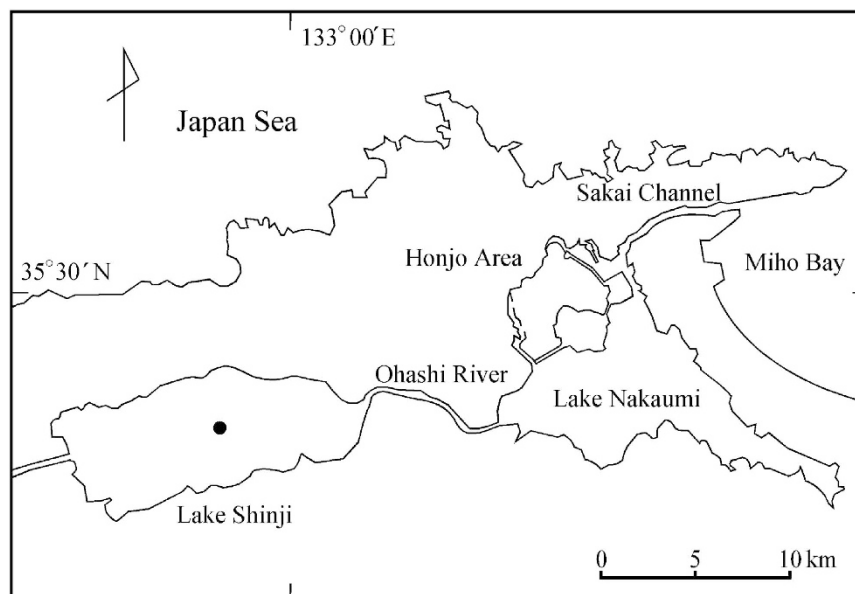 133°00′E
Japan Sea
Sakai Channel
35°30′N
Honjo Area
Miho Bay
Ohashi River
Lake Nakaumi
Lake Shinji
0 5 10 km